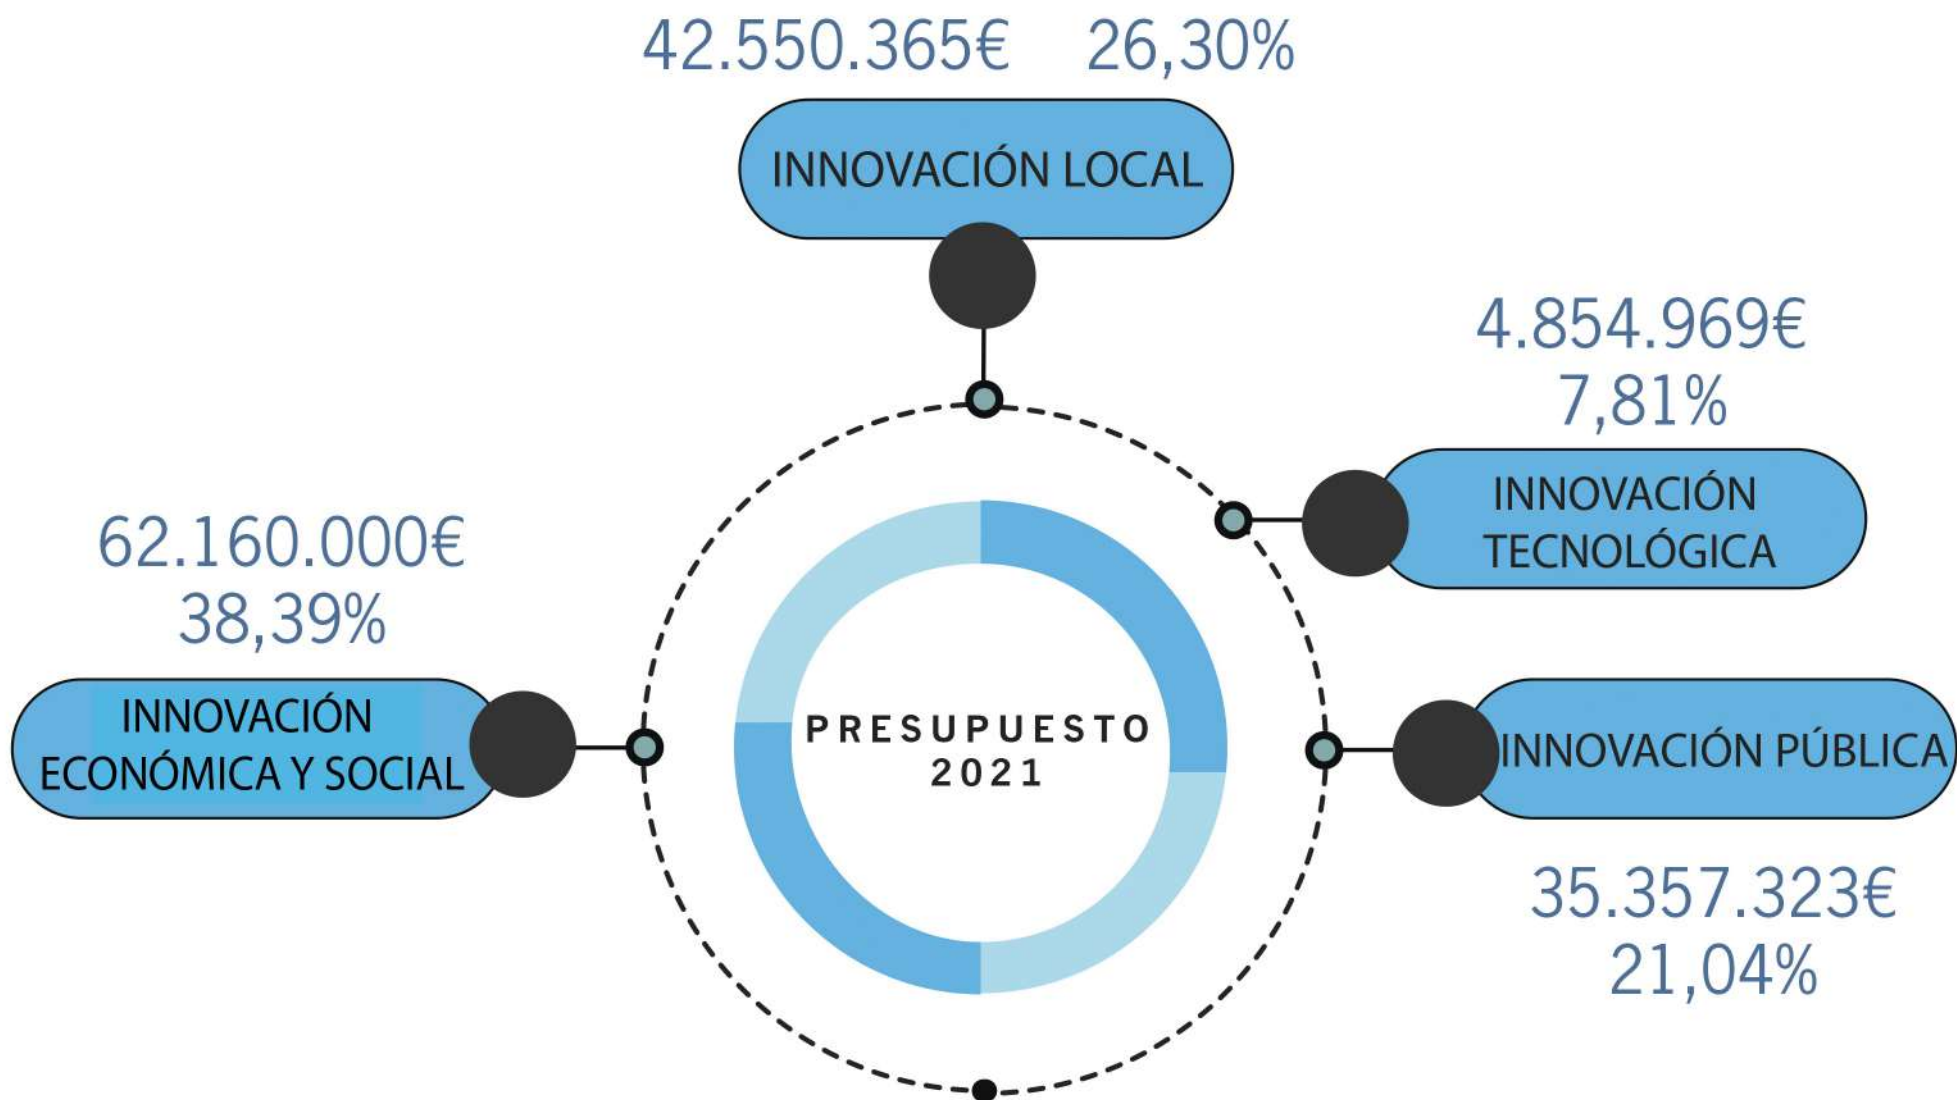 42.550.365€ 26,30%
INNOVACIÓN LOCAL
4.854.969€
7,81%
INNOVACIÓN
TECNOLÓGICA
62.160.000€
38,39%
INNOVACIÓN
ECONÓMICA Y SOCIAL
PRESUPUESTO
2021
INNOVACIÓN PÚBLICA
35.357.323€
21,04%